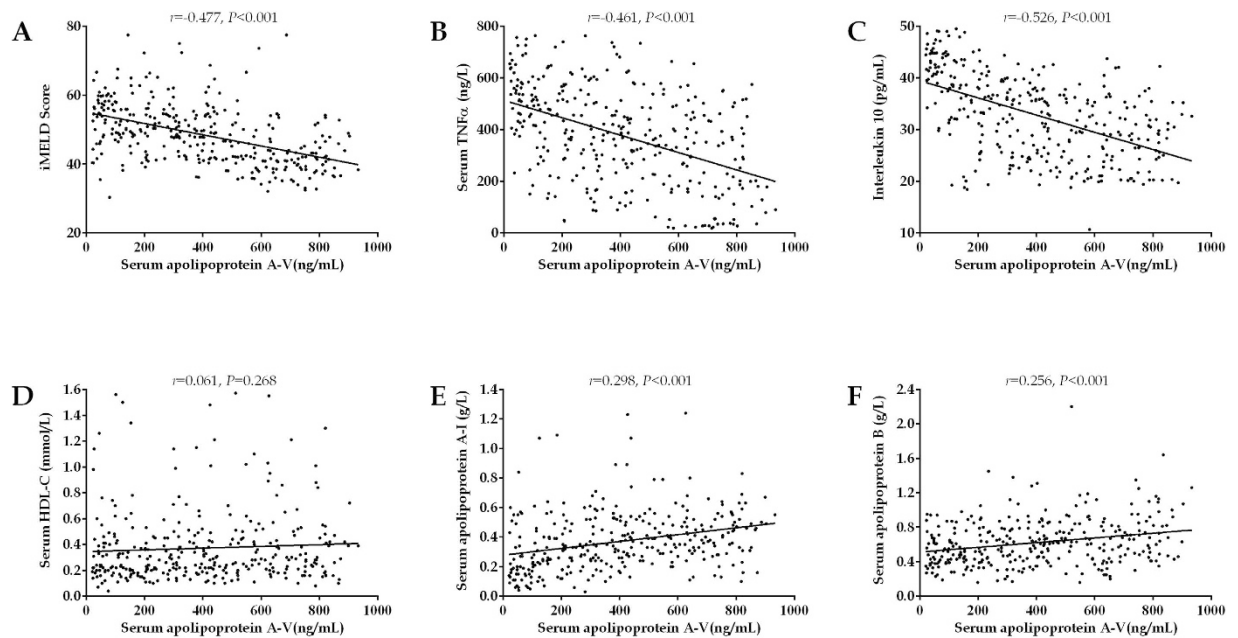 A
r=-0.477, P<0.001
iMELD Score
80
60
40
20
0 200 400 600 800 1000
Serum apolipoprotein A-V(ng/mL)
B
r=-0.461, P<0.001
Serum TNFα (ng/L)
800
600
400
200
0
0 200 400 600 800 1000
Serum apolipoprotein A-V(ng/mL)
C
r=-0.526, P<0.001
Interleukin 10 (pg/mL)
50
40
30
20
10
0 200 400 600 800 1000
Serum apolipoprotein A-V(ng/mL)
D
r=0.061, P=0.268
Serum HDL-C (mmol/L)
1.6
1.4
1.2
1.0
0.8
0.6
0.4
0.2
0.0
0 200 400 600 800 1000
Serum apolipoprotein A-V(ng/mL)
E
r=0.298, P<0.001
Serum apolipoprotein A-I (g/L)
1.4
1.2
1.0
0.8
0.6
0.4
0.2
0.0
0 200 400 600 800 1000
Serum apolipoprotein A-V(ng/mL)
F
r=0.256, P<0.001
Serum apolipoprotein B (g/L)
2.4
2.0
1.6
1.2
0.8
0.4
0.0
0 200 400 600 800 1000
Serum apolipoprotein A-V(ng/mL)